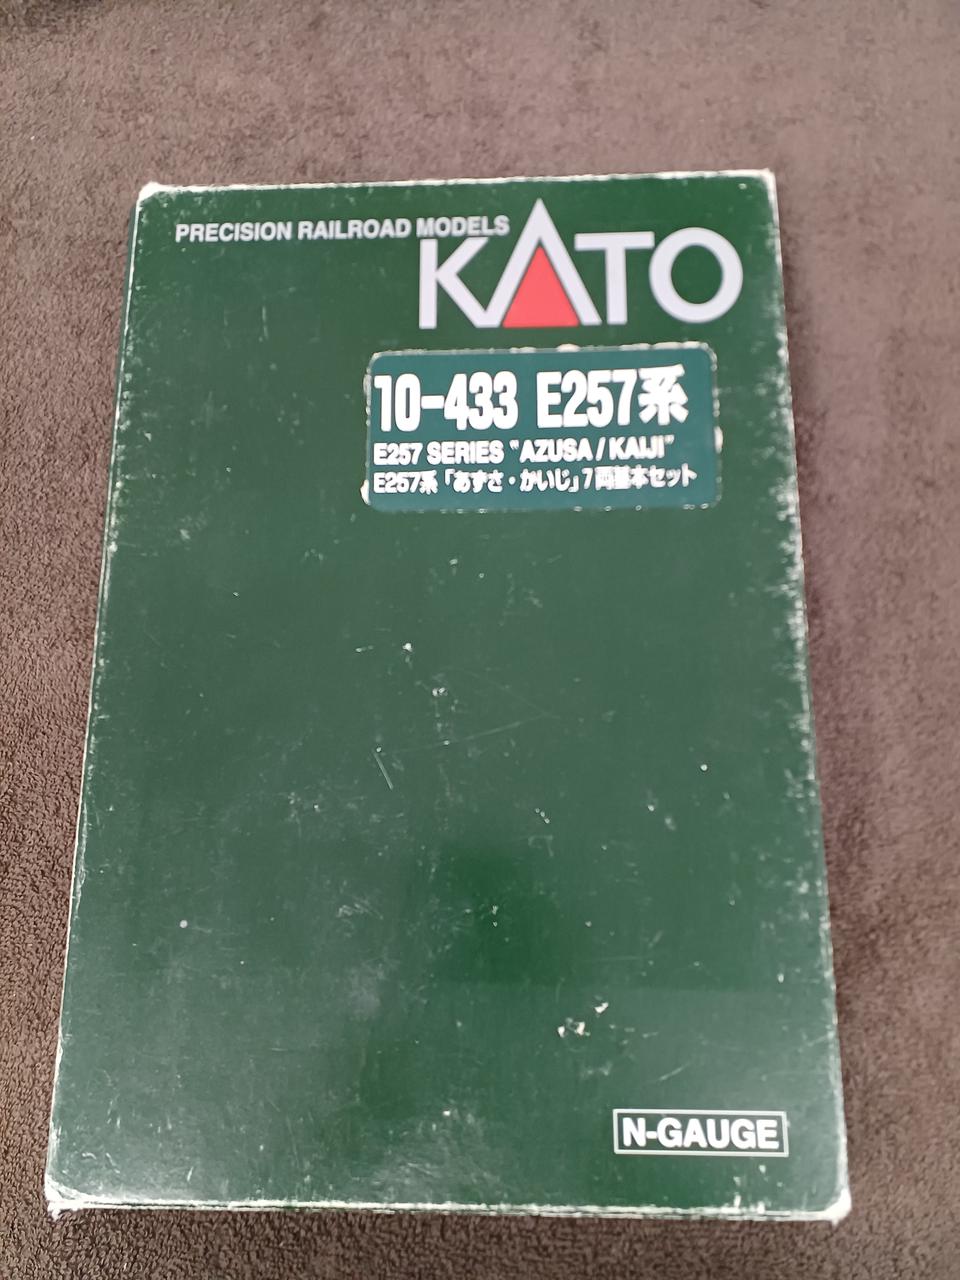 PRECISION RAILROAD MODELS
KATO
10-433 E257系
E257 SERIES "AZUSA / KAIJI"
E257系「あずさ・かいじ」7両基本セット
N-GAUGE